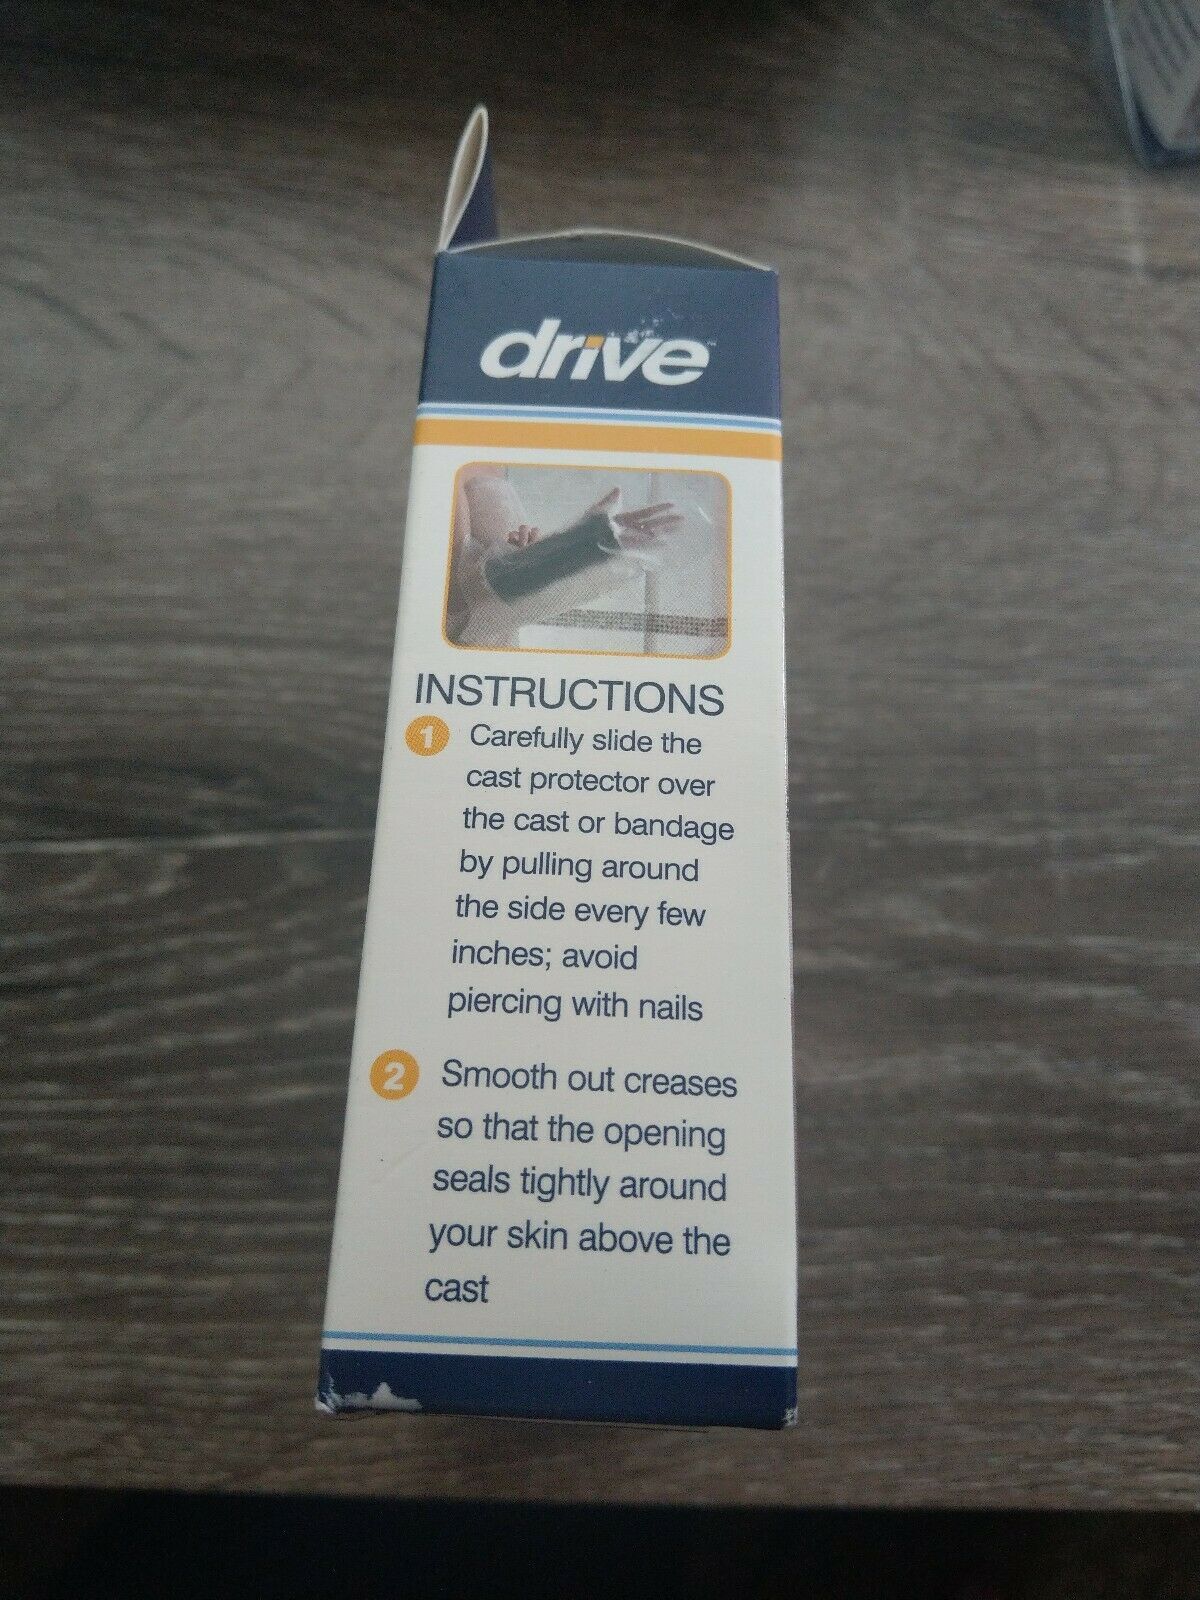 drive
INSTRUCTIONS
1 Carefully slide the
cast protector over
the cast or bandage
by pulling around
the side every few
inches; avoid
piercing with nails
2 Smooth out creases
so that the opening
seals tightly around
your skin above the
cast